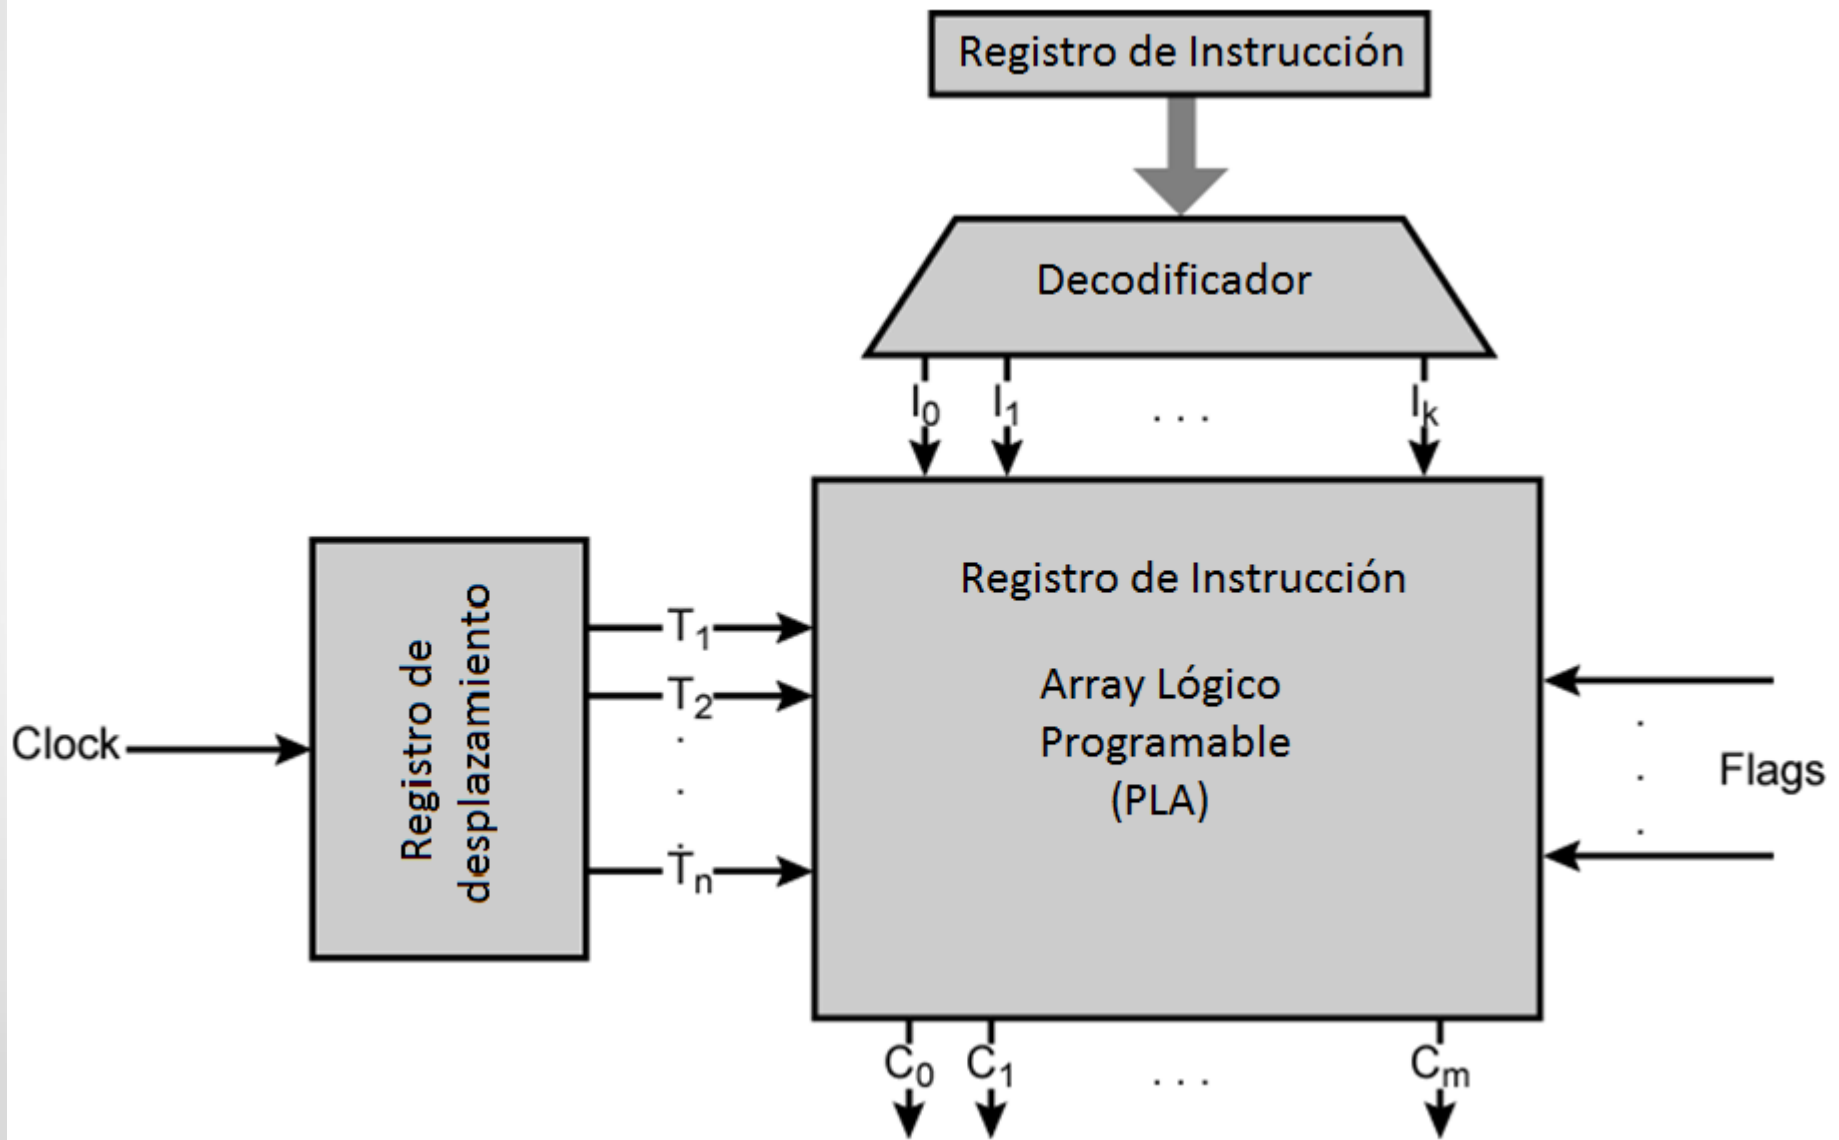 Registro de Instrucción
Decodificador
I0 I1 . . . Ik
Registro de
desplazamiento
Clock
T1
T2
.
.
.
Tn
Registro de Instrucción
Array Lógico
Programable
(PLA)
.
.
.
Flags
C0 C1 . . . Cm